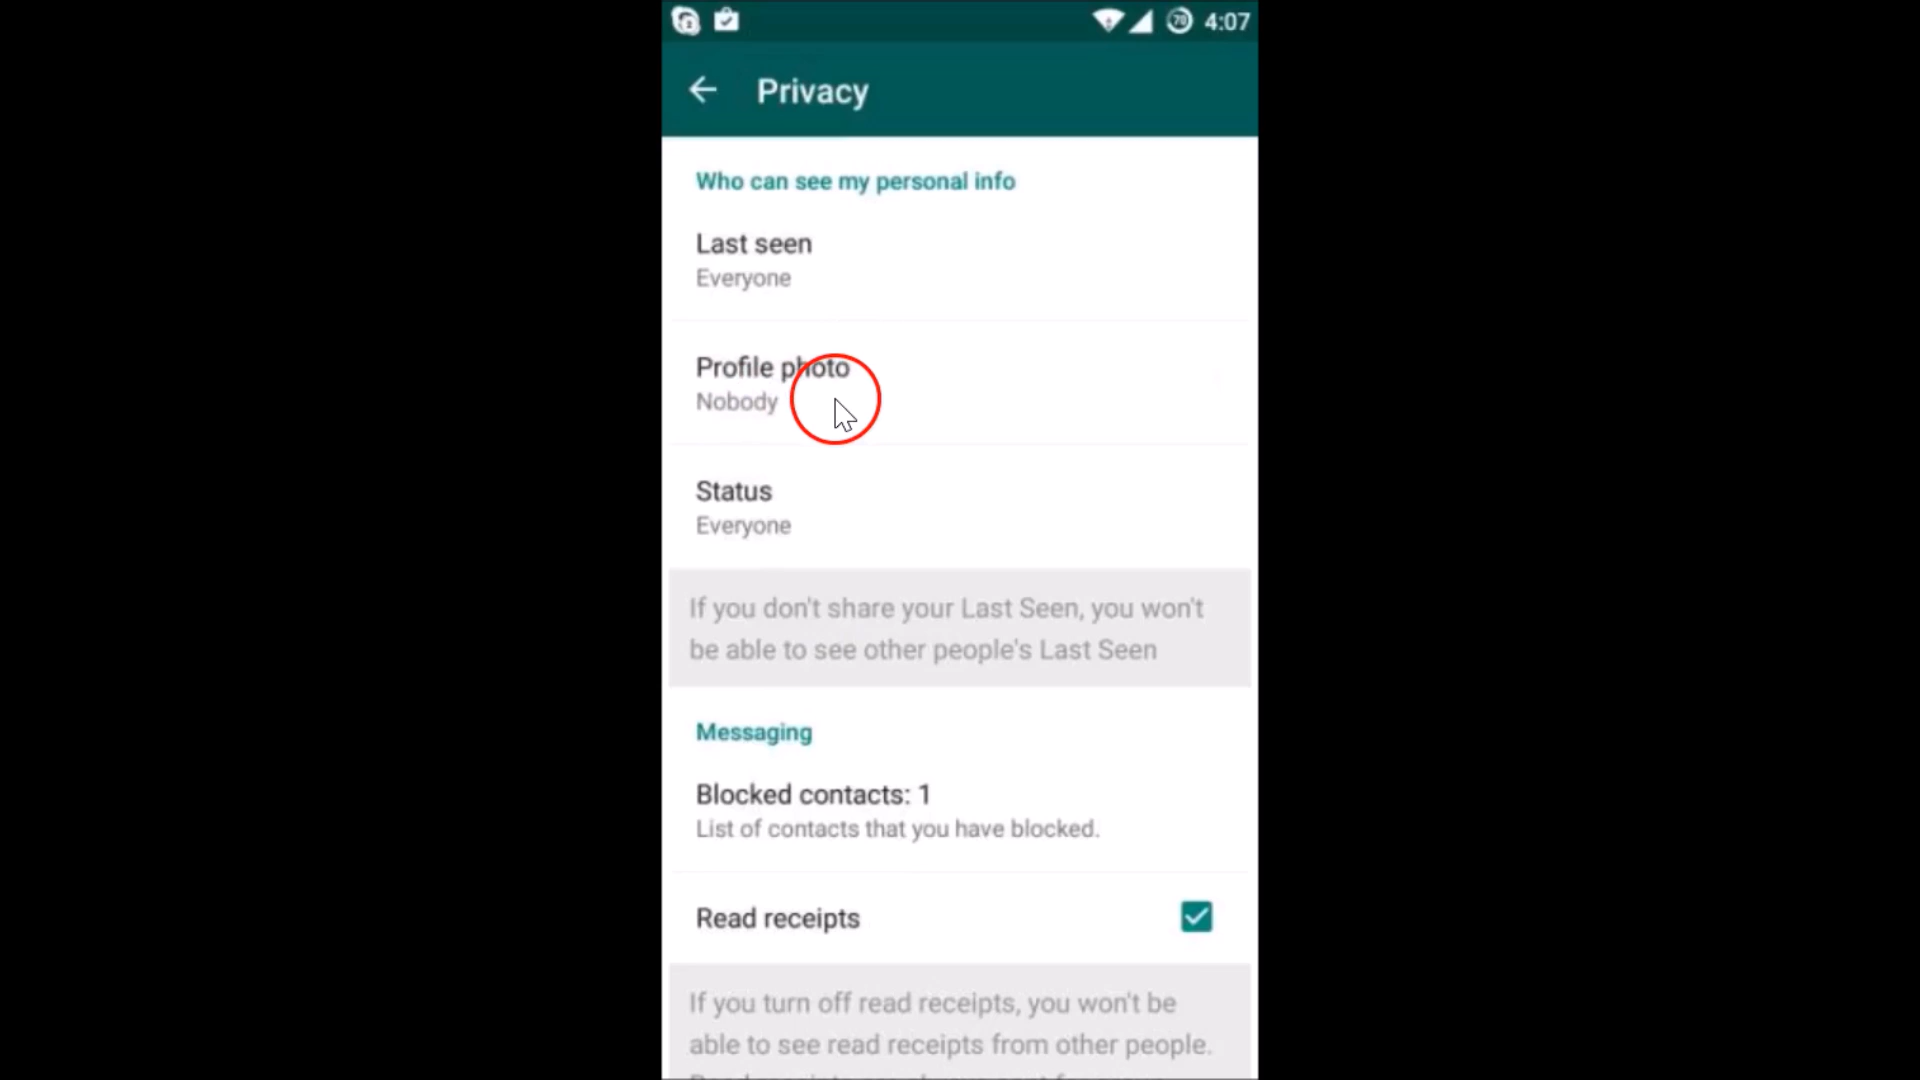 70 4:07
Privacy
Who can see my personal info
Last seen
Everyone
Profile photo
Nobody
Status
Everyone
If you don't share your Last Seen, you won't
be able to see other people's Last Seen
Messaging
Blocked contacts: 1
List of contacts that you have blocked.
Read receipts
If you turn off read receipts, you won't be
able to see read receipts from other people.